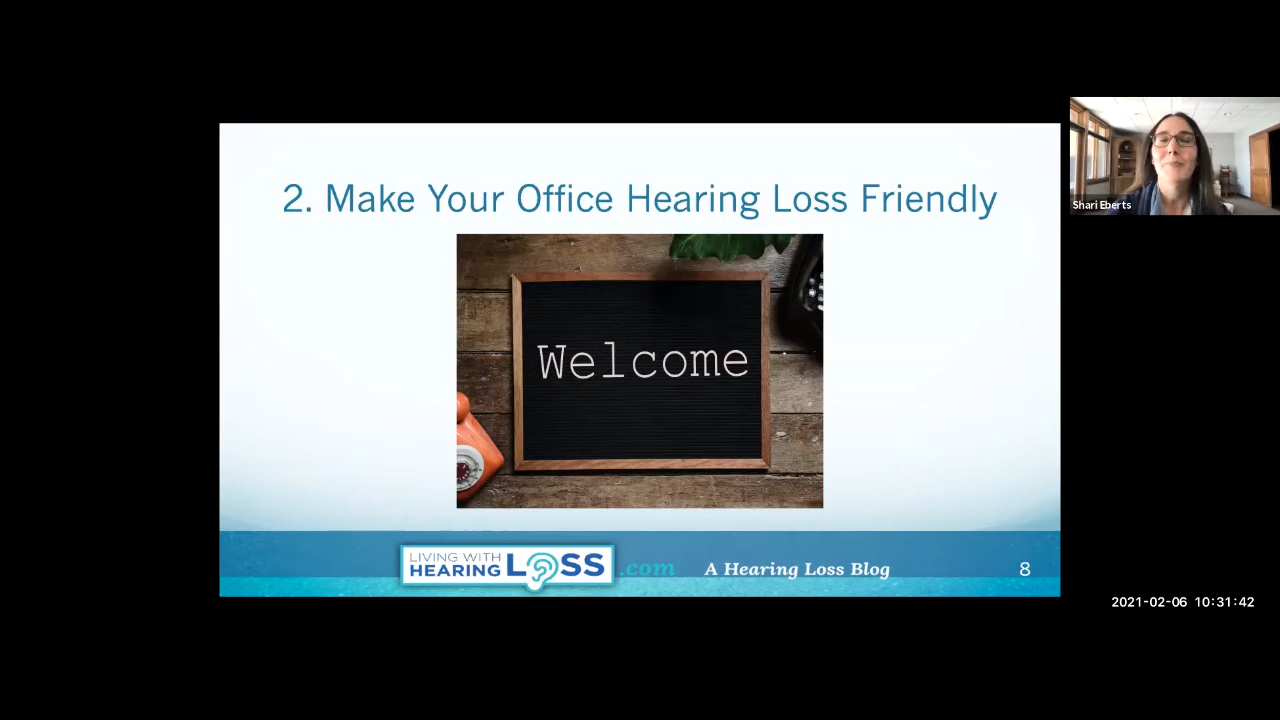 2. Make Your Office Hearing Loss Friendly
Shari Eberts
Welcome
LIVING WITH
HEARING LOSS .com
A Hearing Loss Blog
8
2021-02-06 10:31:42